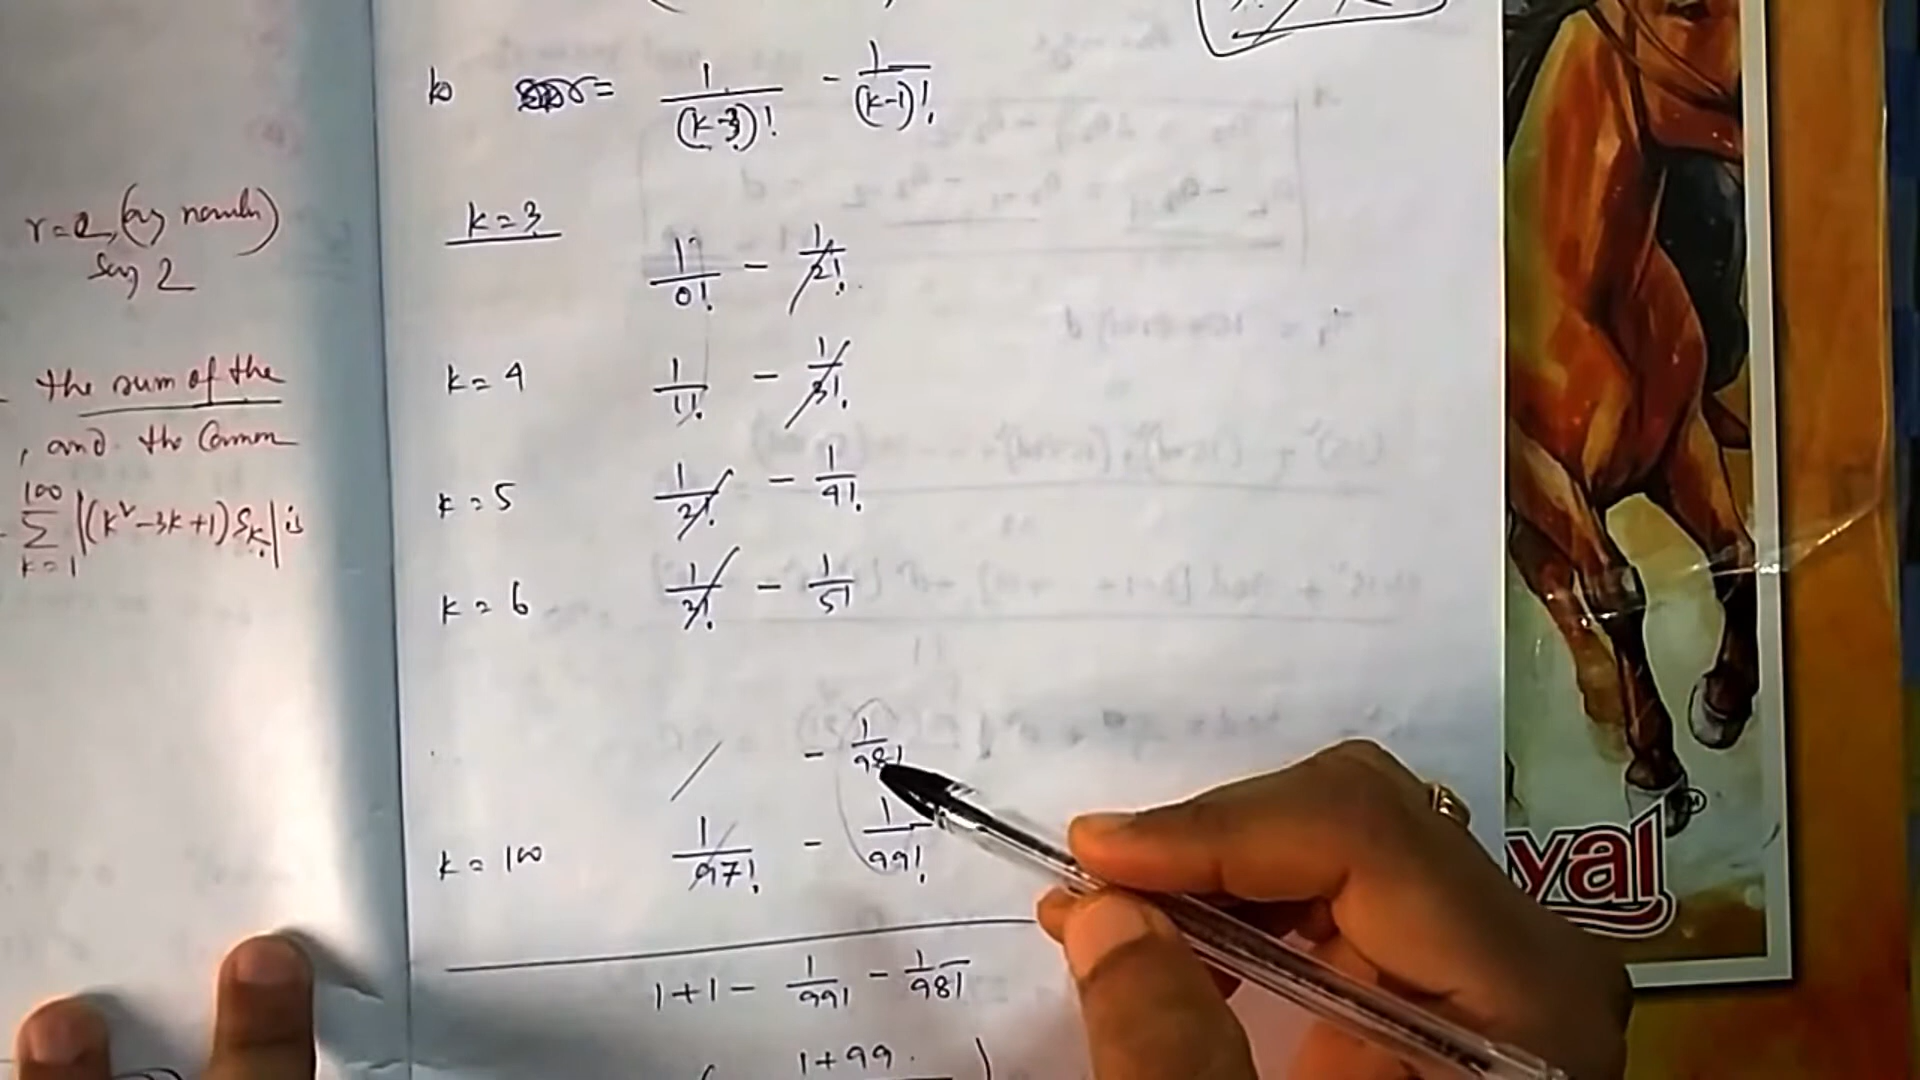 r=2, (any number)
say 2
the sum of the
, and the Common
100
∑ |(k²-3k+1) Sk| is
k=1
r= 1/(k-3)! - 1/(k-1)!
k=3
1/0! - 1/2!
k=4 1/1! - 1/3!
k=5 1/2! - 1/4!
k=6 1/3! - 1/5!
- 1/98!
k=100 1/97! - 1/99!
1+1- 1/99! - 1/98!
1+99
yal